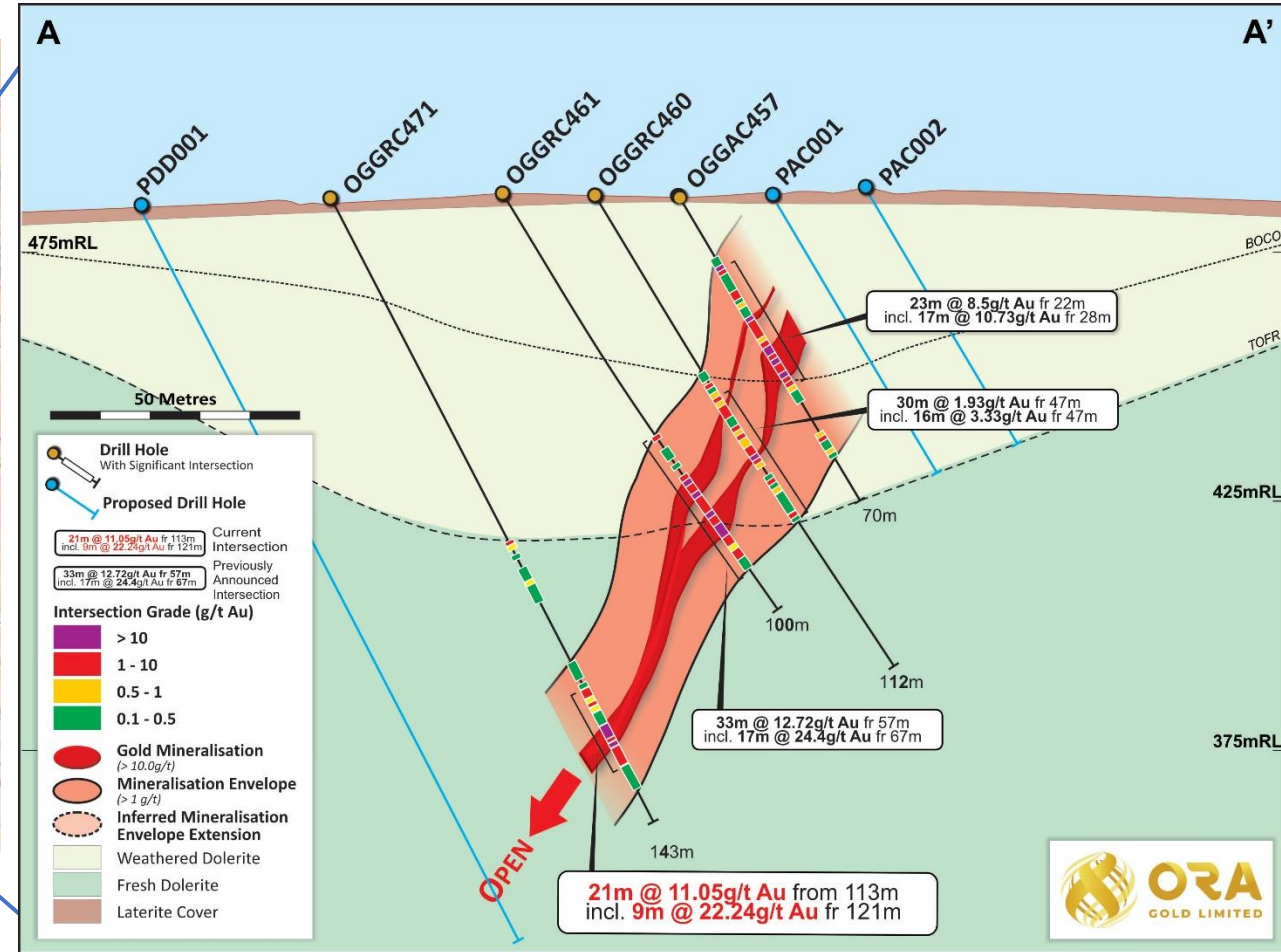 A
A'
PDD001
OGGRC471
OGGRC461
OGGRC460
OGGAC457
PAC001
PAC002
475mRL
BOCO
23m @ 8.5g/t Au fr 22m
incl. 17m @ 10.73g/t Au fr 28m
TOFR
50 Metres
30m @ 1.93g/t Au fr 47m
incl. 16m @ 3.33g/t Au fr 47m
Drill Hole
With Significant Intersection
Proposed Drill Hole
21m @ 11.05g/t Au fr 113m
incl. 9m @ 22.24g/t Au fr 121m
Current
Intersection
33m @ 12.72g/t Au fr 57m
incl. 17m @ 24.4g/t Au fr 67m
Previously
Announced
Intersection
Intersection Grade (g/t Au)
> 10
1 - 10
0.5 - 1
0.1 - 0.5
Gold Mineralisation
(> 10.0g/t)
Mineralisation Envelope
(> 1 g/t)
Inferred Mineralisation
Envelope Extension
Weathered Dolerite
Fresh Dolerite
Laterite Cover
425mRL
70m
100m
112m
33m @ 12.72g/t Au fr 57m
incl. 17m @ 24.4g/t Au fr 67m
375mRL
143m
OPEN
21m @ 11.05g/t Au from 113m
incl. 9m @ 22.24g/t Au fr 121m
ORA
GOLD LIMITED